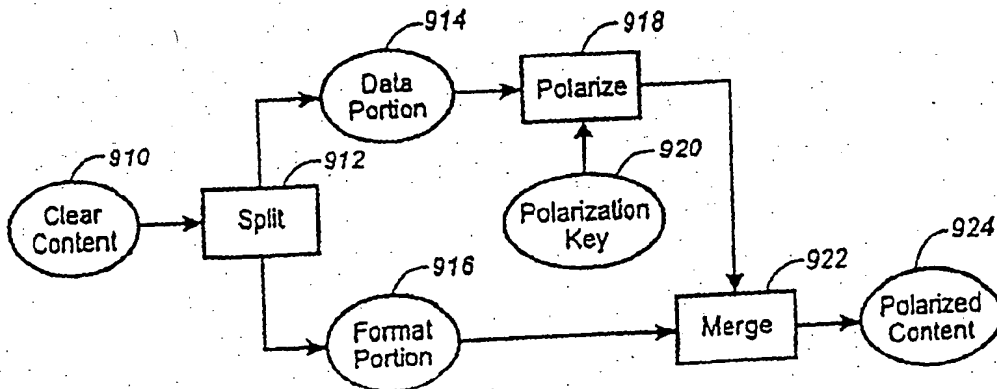 914
Data
Portion
918
Polarize
910
Clear
Content
912
Split
920
Polarization
Key
916
Format
Portion
922
Merge
924
Polarized
Content